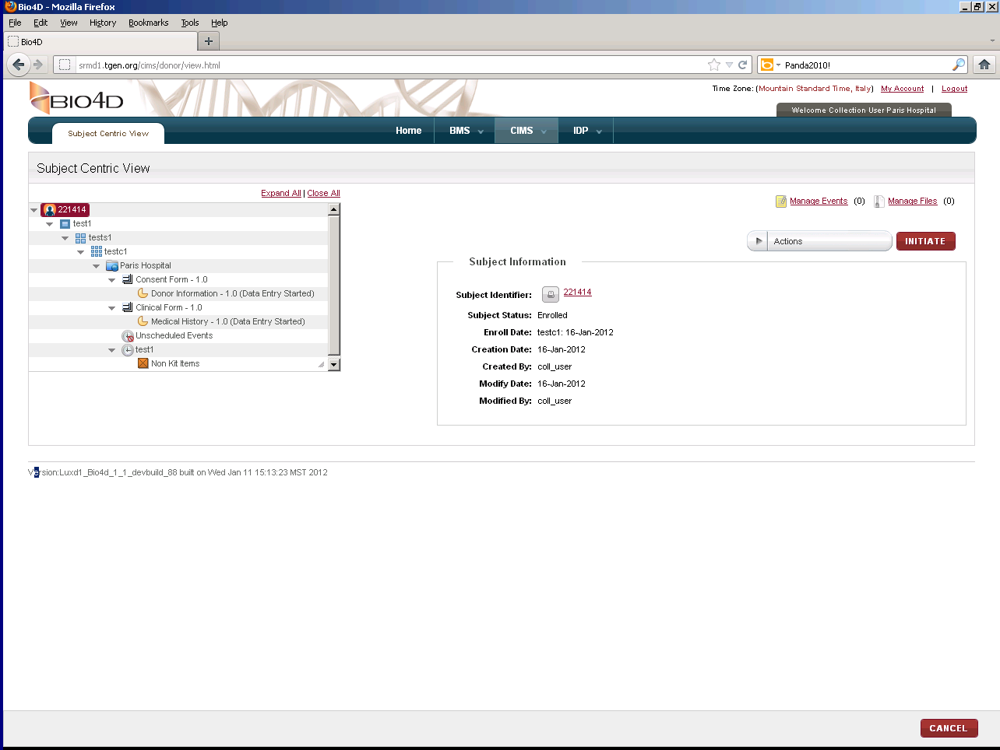 Bio4D - Mozilla Firefox
File Edit View History Bookmarks Tools Help
Bio4D
srmd1.tgen.org/cims/donor/view.html
Panda2010!
BIO4D
Time Zone: (Mountain Standard Time, Italy) My Account | Logout
Welcome Collection User Paris Hospital
Subject Centric View
Home BMS CIMS IDP
Subject Centric View
Expand All | Close All
Manage Events (0) Manage Files (0)
221414
test1
tests1
testc1
Paris Hospital
Consent Form - 1.0
Donor Information - 1.0 (Data Entry Started)
Clinical Form - 1.0
Medical History - 1.0 (Data Entry Started)
Unscheduled Events
test1
Non Kit Items
Actions
INITIATE
Subject Information
Subject Identifier: 221414
Subject Status: Enrolled
Enroll Date: testc1: 16-Jan-2012
Creation Date: 16-Jan-2012
Created By: coll_user
Modify Date: 16-Jan-2012
Modified By: coll_user
Version:Luxd1_Bio4d_1_1_devbuild_88 built on Wed Jan 11 15:13:23 MST 2012
CANCEL